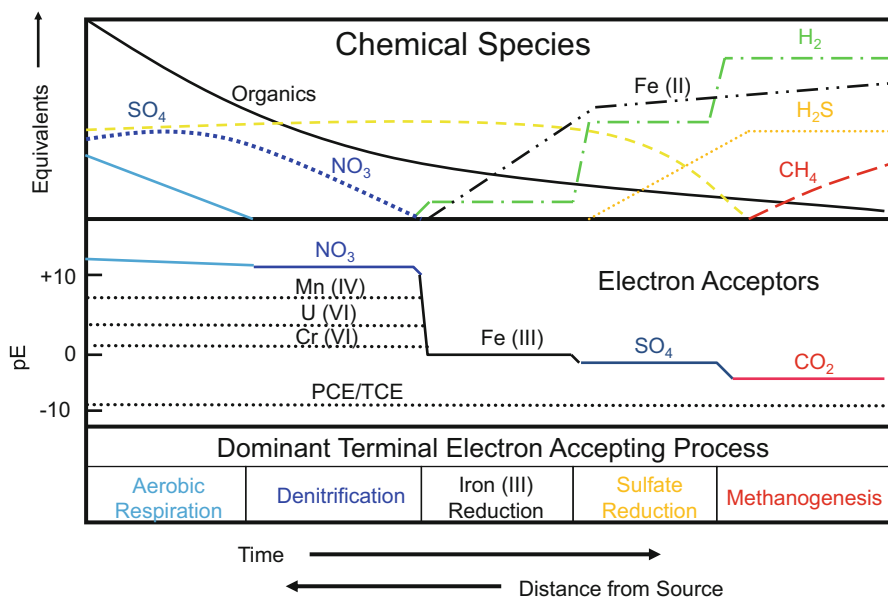 Chemical Species
H₂
Organics
Fe (II)
SO₄
H₂S
NO₃
CH₄
Equivalents
NO₃
+10
Mn (IV)
Electron Acceptors
U (VI)
Cr (VI)
Fe (III)
SO₄
CO₂
0
pE
PCE/TCE
-10
Dominant Terminal Electron Accepting Process
Aerobic
Respiration
Denitrification
Iron (III)
Reduction
Sulfate
Reduction
Methanogenesis
Time
Distance from Source